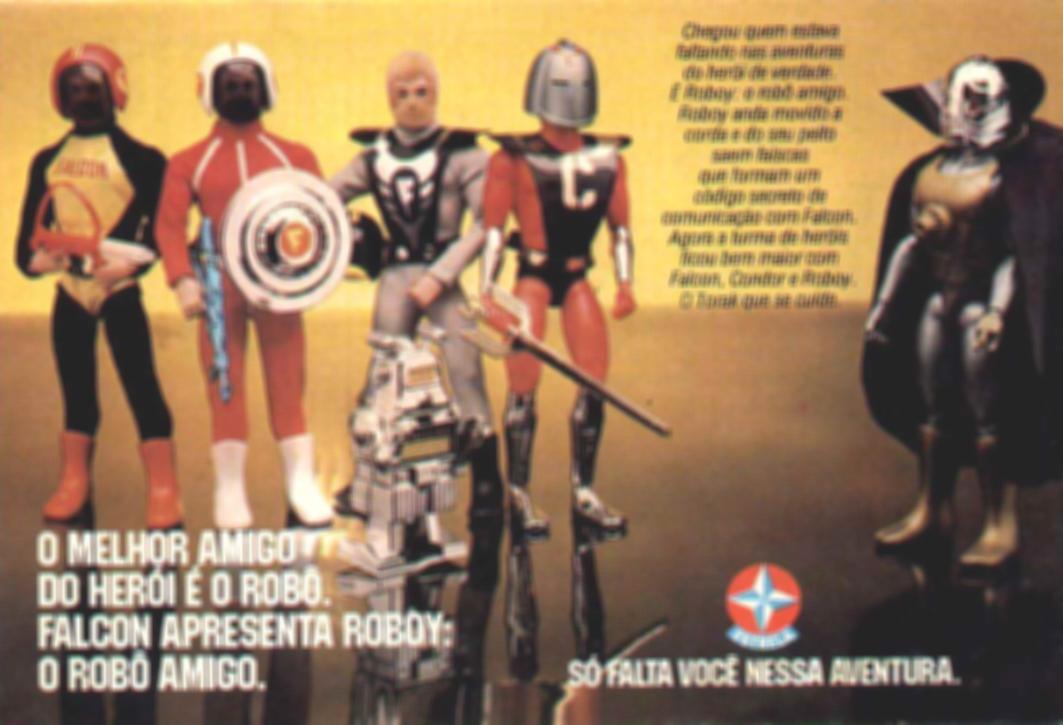 Chegou quem estava
faltando nas aventuras
do herói de verdade.
É Roboy: o robô amigo.
Roboy anda movido a
corda e do seu peito
saem faíscas
que formam um
código secreto de
comunicação com Falcon.
Agora a turma de heróis
ficou bem maior com
Falcon, Condor e Roboy.
O Torak que se cuide.
FALCON
C
O MELHOR AMIGO
DO HERÓI É O ROBÔ.
FALCON APRESENTA ROBOY:
O ROBÔ AMIGO.
ESTRELA
SÓ FALTA VOCÊ NESSA AVENTURA.